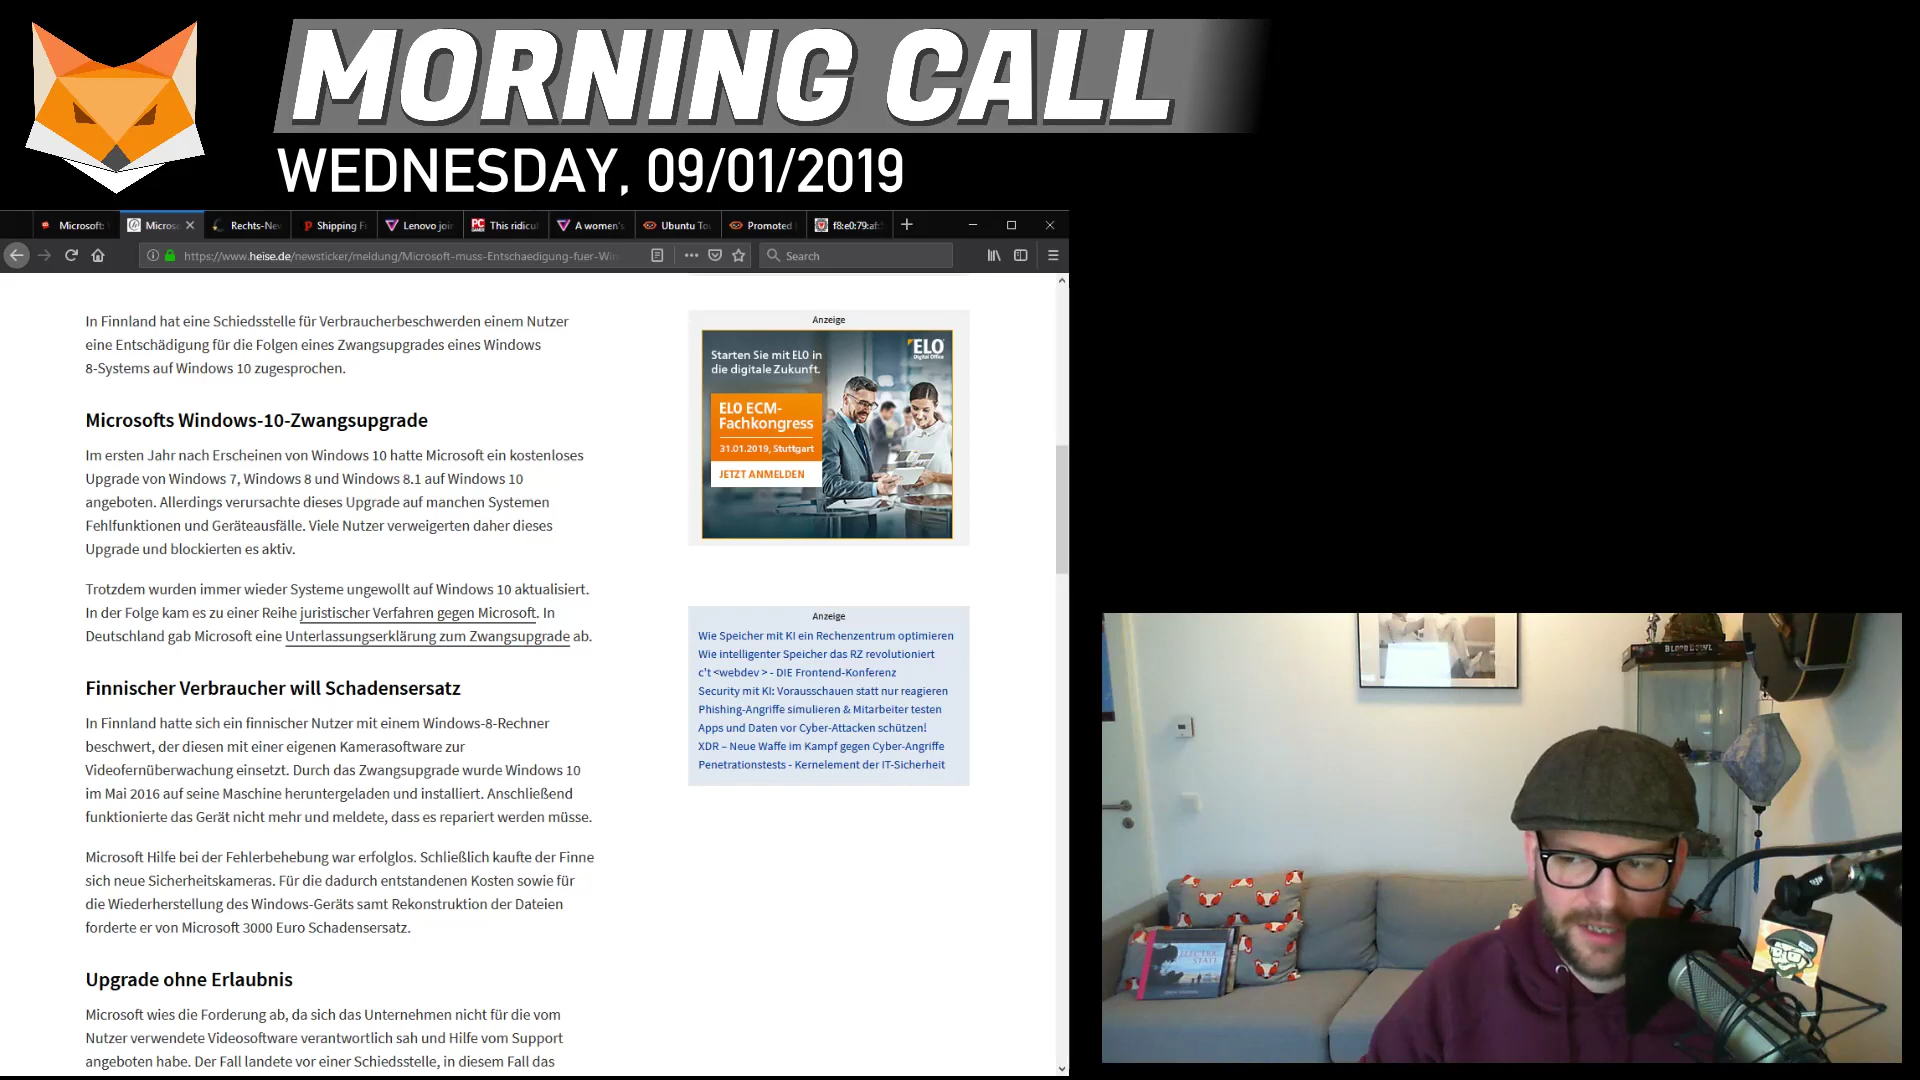 MORNING CALL
WEDNESDAY, 09/01/2019
Microsoft:
Micros
Rechts-Nev
Shipping F
Lenovo join
This ridicul
A women's
Ubuntu To
Promoted
f8:e0:79:af:
https://www.heise.de/newsticker/meldung/Microsoft-muss-Entschaedigung-fuer-Win
Search
In Finnland hat eine Schiedsstelle für Verbraucherbeschwerden einem Nutzer
eine Entschädigung für die Folgen eines Zwangsupgrades eines Windows
8-Systems auf Windows 10 zugesprochen.
Microsofts Windows-10-Zwangsupgrade
Im ersten Jahr nach Erscheinen von Windows 10 hatte Microsoft ein kostenloses
Upgrade von Windows 7, Windows 8 und Windows 8.1 auf Windows 10
angeboten. Allerdings verursachte dieses Upgrade auf manchen Systemen
Fehlfunktionen und Geräteausfälle. Viele Nutzer verweigerten daher dieses
Upgrade und blockierten es aktiv.
Trotzdem wurden immer wieder Systeme ungewollt auf Windows 10 aktualisiert.
In der Folge kam es zu einer Reihe juristischer Verfahren gegen Microsoft. In
Deutschland gab Microsoft eine Unterlassungserklärung zum Zwangsupgrade ab.
Finnischer Verbraucher will Schadensersatz
In Finnland hatte sich ein finnischer Nutzer mit einem Windows-8-Rechner
beschwert, der diesen mit einer eigenen Kamerasoftware zur
Videofernüberwachung einsetzt. Durch das Zwangsupgrade wurde Windows 10
im Mai 2016 auf seine Maschine heruntergeladen und installiert. Anschließend
funktionierte das Gerät nicht mehr und meldete, dass es repariert werden müsse.
Microsoft Hilfe bei der Fehlerbehebung war erfolglos. Schließlich kaufte der Finne
sich neue Sicherheitskameras. Für die dadurch entstandenen Kosten sowie für
die Wiederherstellung des Windows-Geräts samt Rekonstruktion der Dateien
forderte er von Microsoft 3000 Euro Schadensersatz.
Upgrade ohne Erlaubnis
Microsoft wies die Forderung ab, da sich das Unternehmen nicht für die vom
Nutzer verwendete Videosoftware verantwortlich sah und Hilfe vom Support
angeboten habe. Der Fall landete vor einer Schiedsstelle, in diesem Fall das
Anzeige
Starten Sie mit ELO in
die digitale Zukunft.
ELO
Digital Office
ELO ECM-
Fachkongress
31.01.2019, Stuttgart
JETZT ANMELDEN
Anzeige
Wie Speicher mit KI ein Rechenzentrum optimieren
Wie intelligenter Speicher das RZ revolutioniert
c't <webdev > - DIE Frontend-Konferenz
Security mit KI: Vorausschauen statt nur reagieren
Phishing-Angriffe simulieren & Mitarbeiter testen
Apps und Daten vor Cyber-Attacken schützen!
XDR – Neue Waffe im Kampf gegen Cyber-Angriffe
Penetrationstests - Kernelement der IT-Sicherheit
BLOOD BOWL
ELECTRIC
STATE